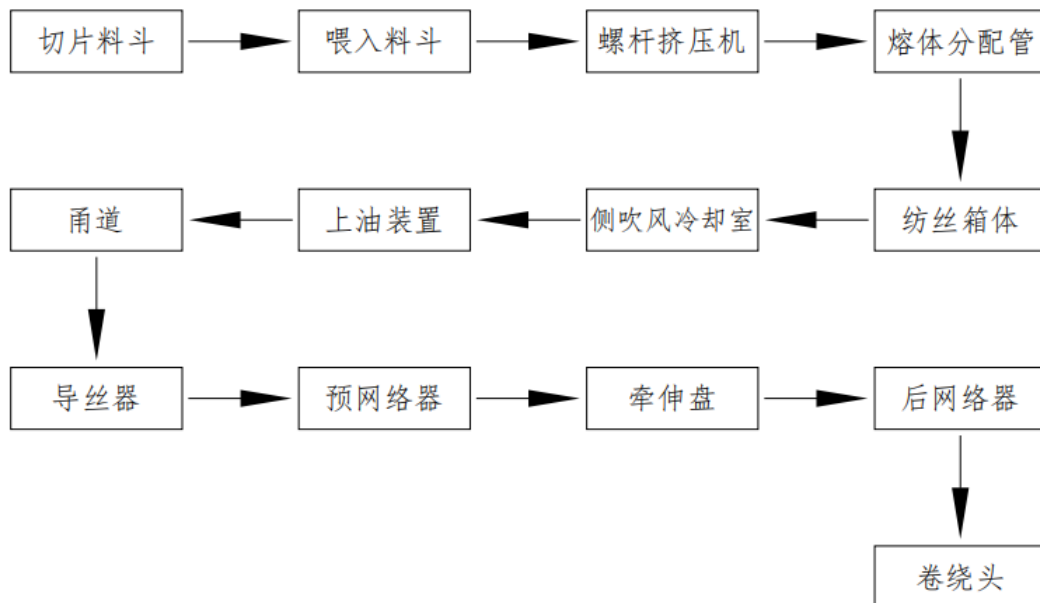 切片料斗
喂入料斗
螺杆挤压机
熔体分配管
纺丝箱体
侧吹风冷却室
上油装置
甬道
导丝器
预网络器
牵伸盘
后网络器
卷绕头